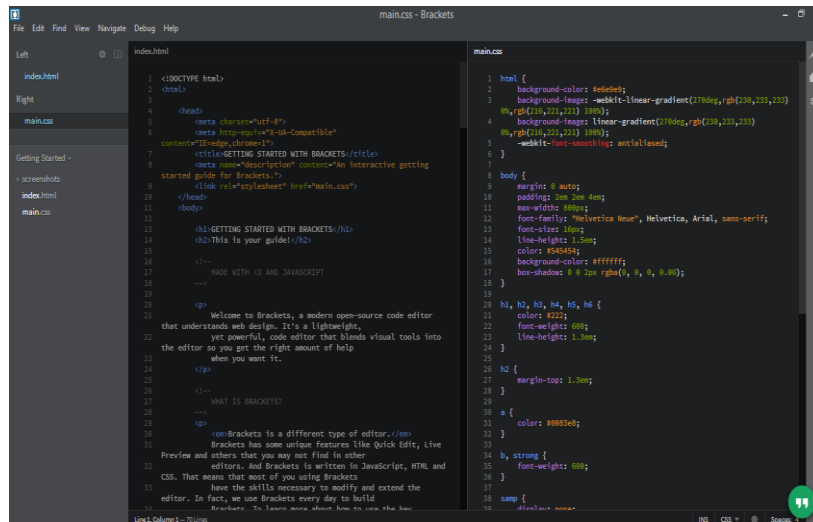 main.css - Brackets
File Edit Find View Navigate Debug Help
Left
index.html
Right
main.css
Getting Started
screenshots
index.html
main.css
index.html
1 <!DOCTYPE html>
2 <html>
3
4 <head>
5 <meta charset="utf-8">
6 <meta http-equiv="X-UA-Compatible"
content="IE=edge,chrome=1">
7 <title>GETTING STARTED WITH BRACKETS</title>
8 <meta name="description" content="An interactive getting
started guide for Brackets.">
9 <link rel="stylesheet" href="main.css">
10 </head>
11 <body>
12
13 <h1>GETTING STARTED WITH BRACKETS</h1>
14 <h2>This is your guide!</h2>
15
16 <!--
17 MADE WITH <3 AND JAVASCRIPT
18 -->
19
20 <p>
21 Welcome to Brackets, a modern open-source code editor
that understands web design. It's a lightweight,
22 yet powerful, code editor that blends visual tools into
the editor so you get the right amount of help
23 when you want it.
24 </p>
25
26 <!--
27 WHAT IS BRACKETS?
28 -->
29 <p>
30 <em>Brackets is a different type of editor.</em>
31 Brackets has some unique features like Quick Edit, Live
Preview and others that you may not find in other
32 editors. And Brackets is written in JavaScript, HTML and
CSS. That means that most of you using Brackets
33 have the skills necessary to modify and extend the
editor. In fact, we use Brackets every day to build
34 Brackets. To learn more about how to use the key
Line 1, Column 1 — 70 Lines
main.css
1 html {
2 background-color: #e6e9e9;
3 background-image: -webkit-linear-gradient(270deg,rgb(230,233,233)
0%,rgb(216,221,221) 100%);
4 background-image: linear-gradient(270deg,rgb(230,233,233)
0%,rgb(216,221,221) 100%);
5 -webkit-font-smoothing: antialiased;
6 }
7
8 body {
9 margin: 0 auto;
10 padding: 2em 2em 4em;
11 max-width: 800px;
12 font-family: "Helvetica Neue", Helvetica, Arial, sans-serif;
13 font-size: 16px;
14 line-height: 1.5em;
15 color: #545454;
16 background-color: #ffffff;
17 box-shadow: 0 0 2px rgba(0, 0, 0, 0.06);
18 }
19
20 h1, h2, h3, h4, h5, h6 {
21 color: #222;
22 font-weight: 600;
23 line-height: 1.3em;
24 }
25
26 h2 {
27 margin-top: 1.3em;
28 }
29
30 a {
31 color: #0083e8;
32 }
33
34 b, strong {
35 font-weight: 600;
36 }
37
38 samp {
39 display: none;
INS CSS Spaces: 4